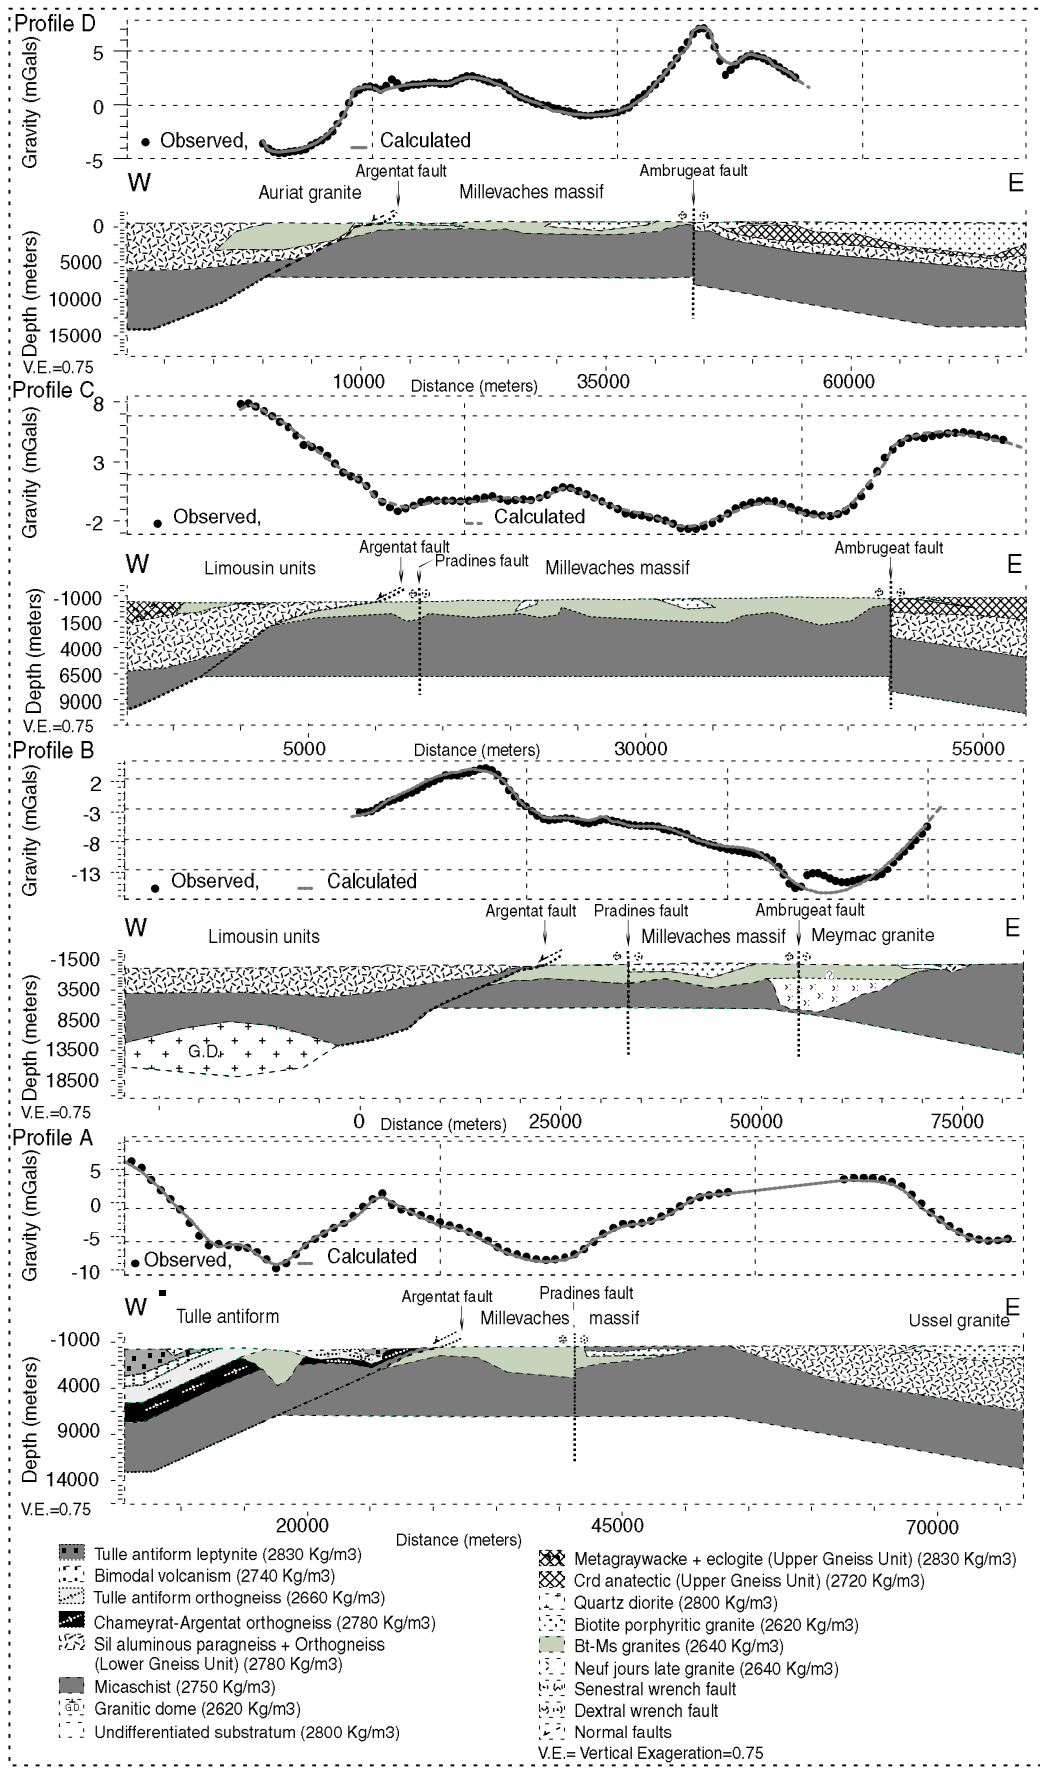 Profile D
Gravity (mGals)
5
0
-5
Observed, Calculated
W E
Argentat fault
Ambrugeat fault
Auriat granite
Millevaches massif
Depth (meters)
0
5000
10000
15000
V.E.=0.75
10000 Distance (meters) 35000 60000
Profile C
Gravity (mGals)
8
3
-2
Observed, Calculated
W E
Argentat fault
Pradines fault
Ambrugeat fault
Limousin units
Millevaches massif
Depth (meters)
-1000
1500
4000
6500
9000
V.E.=0.75
5000 Distance (meters) 30000 55000
Profile B
Gravity (mGals)
2
-3
-8
-13
Observed, Calculated
W E
Argentat fault Pradines fault Ambrugeat fault
Limousin units
Millevaches massif
Meymac granite
Depth (meters)
-1500
3500
8500
13500
18500
?
G.D.
V.E.=0.75
0 Distance (meters) 25000 50000 75000
Profile A
Gravity (mGals)
5
0
-5
-10
Observed, Calculated
W E
Argentat fault
Pradines fault
Tulle antiform
Millevaches massif
Ussel granite
Depth (meters)
-1000
4000
9000
14000
V.E.=0.75
20000 Distance (meters) 45000 70000
Tulle antiform leptynite (2830 Kg/m3)
Bimodal volcanism (2740 Kg/m3)
Tulle antiform orthogneiss (2660 Kg/m3)
Chameyrat-Argentat orthogneiss (2780 Kg/m3)
Sil aluminous paragneiss + Orthogneiss
(Lower Gneiss Unit) (2780 Kg/m3)
Micaschist (2750 Kg/m3)
G.D. Granitic dome (2620 Kg/m3)
Undifferentiated substratum (2800 Kg/m3)
Metagraywacke + eclogite (Upper Gneiss Unit) (2830 Kg/m3)
Crd anatectic (Upper Gneiss Unit) (2720 Kg/m3)
Quartz diorite (2800 Kg/m3)
Biotite porphyritic granite (2620 Kg/m3)
Bt-Ms granites (2640 Kg/m3)
Neuf jours late granite (2640 Kg/m3)
Senestral wrench fault
Dextral wrench fault
Normal faults
V.E.= Vertical Exageration=0.75